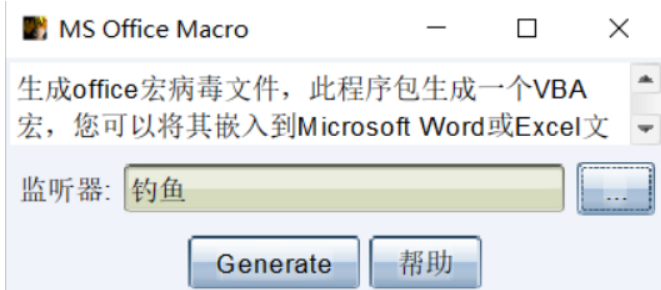 MS Office Macro
生成office宏病毒文件，此程序包生成一个VBA
宏，您可以将其嵌入到Microsoft Word或Excel文
监听器: 钓鱼 ...
Generate 帮助